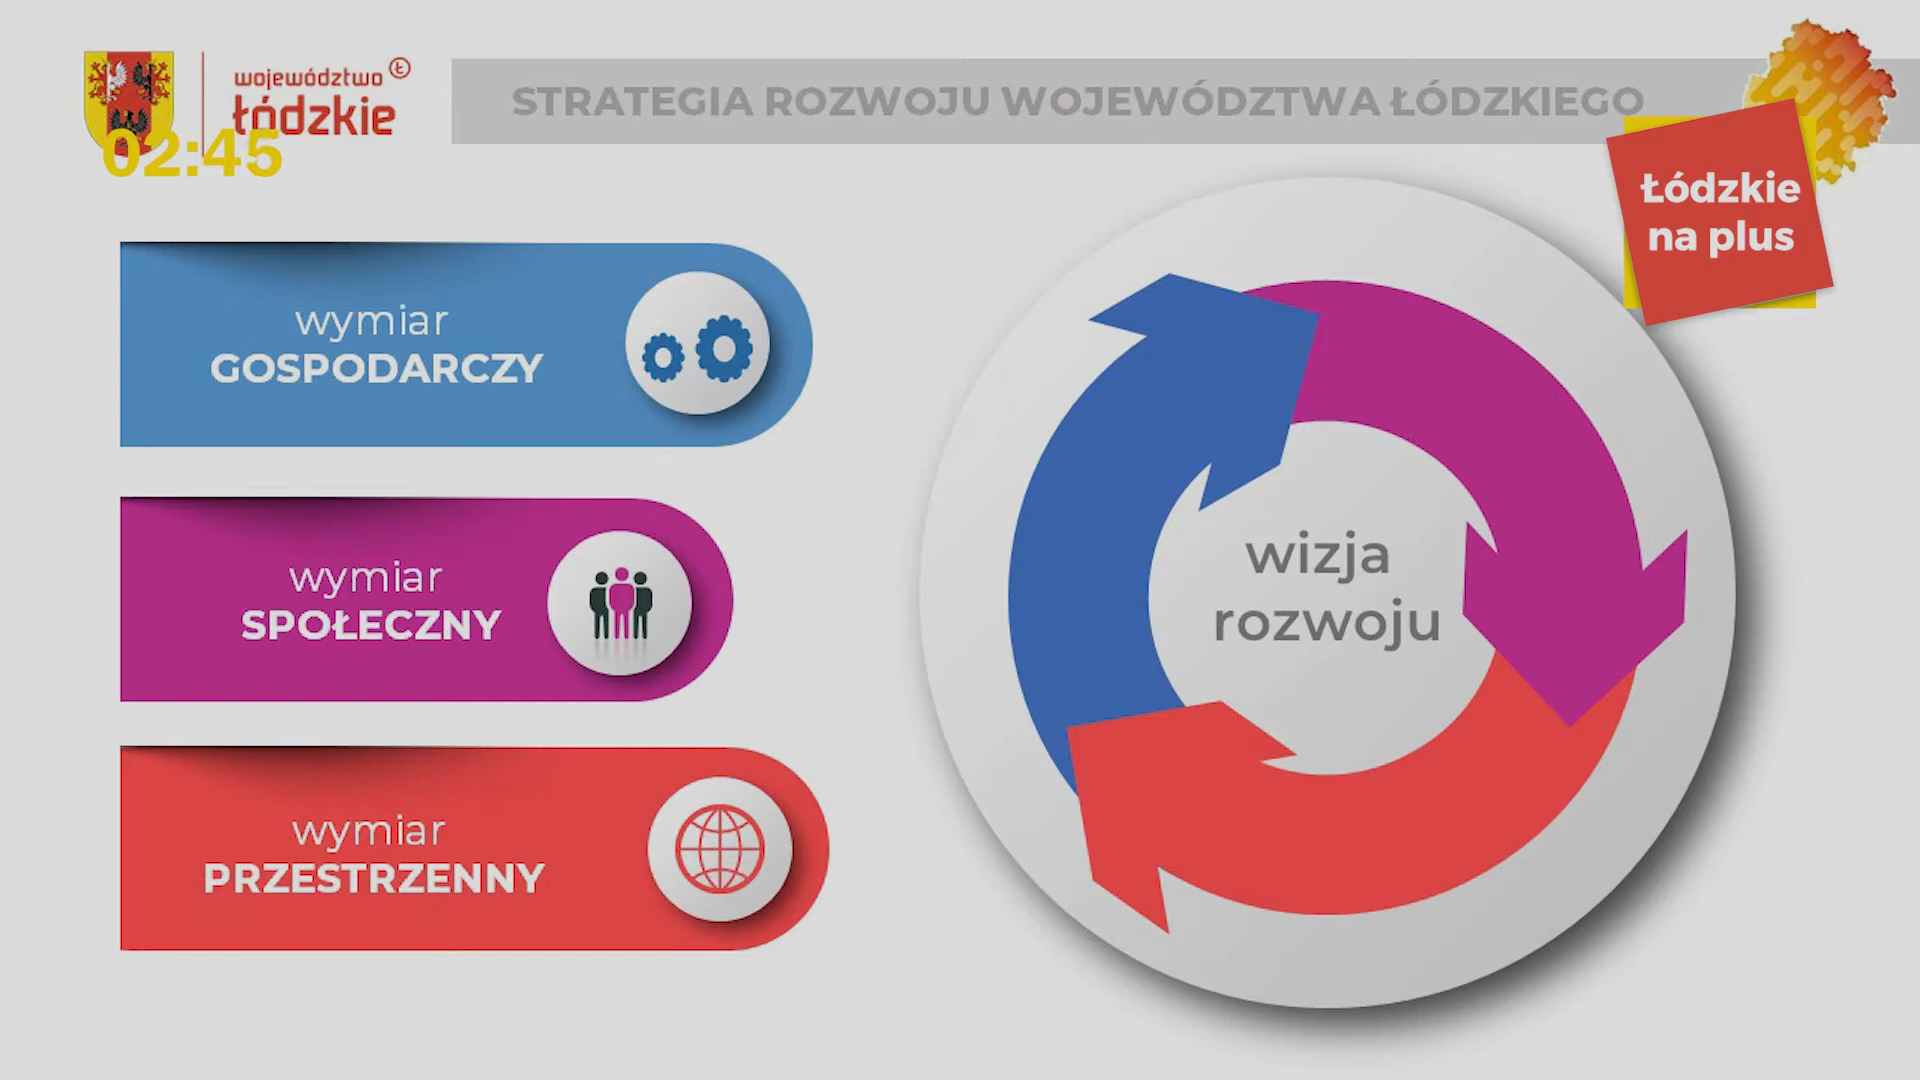 województwo Ł
łódzkie
02:45
STRATEGIA ROZWOJU WOJEWÓDZTWA ŁÓDZKIEGO
Łódzkie
na plus
wymiar
GOSPODARCZY
wymiar
SPOŁECZNY
wymiar
PRZESTRZENNY
wizja
rozwoju